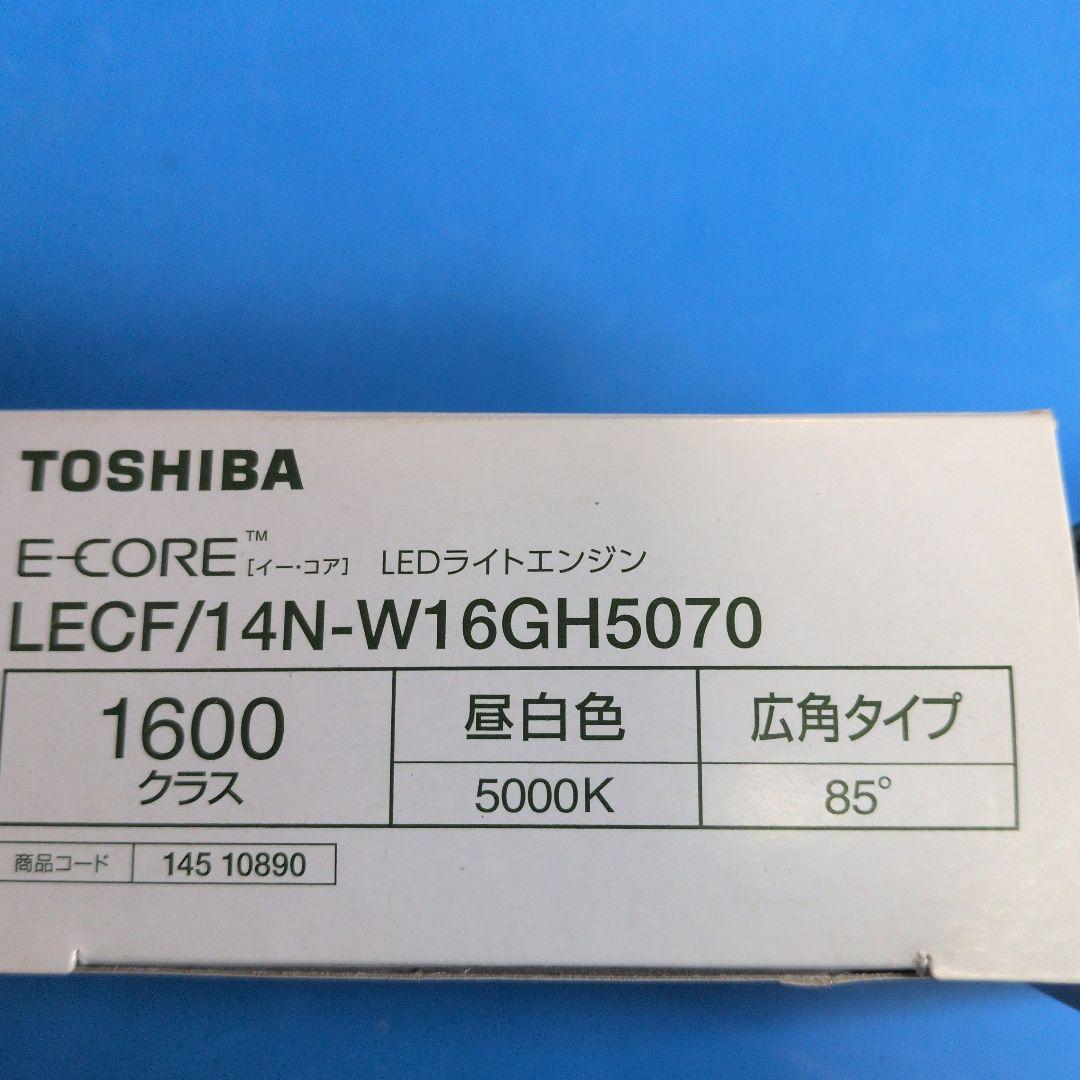 TOSHIBA
E-CORE™ [イー・コア] LEDライトエンジン
LECF/14N-W16GH5070
1600
クラス
昼白色
5000K
広角タイプ
85°
商品コード 145 10890